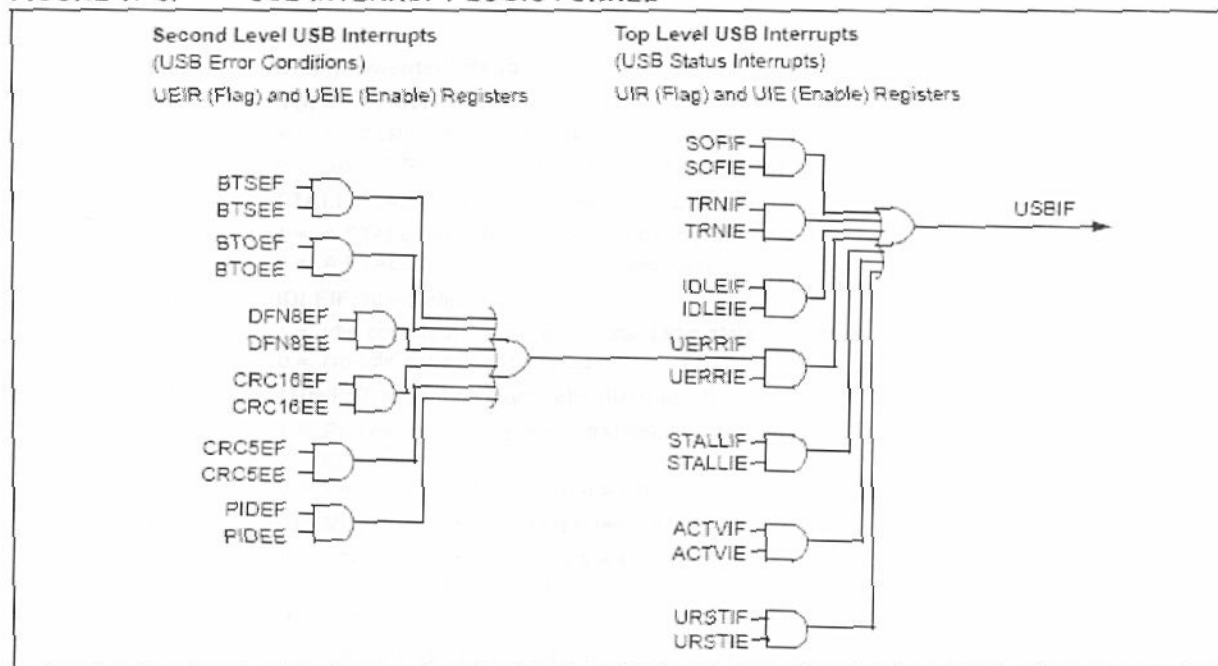 Second Level USB Interrupts
(USB Error Conditions)
UEIR (Flag) and UEIE (Enable) Registers
Top Level USB Interrupts
(USB Status Interrupts)
UIR (Flag) and UIE (Enable) Registers
BTSEF
BTSEE
BTOEF
BTOEE
DFN8EF
DFN8EE
CRC16EF
CRC16EE
CRC5EF
CRC5EE
PIDEF
PIDEE
SOFIF
SOFIE
TRNIF
TRNIE
IDLEIF
IDLEIE
UERRIF
UERRIE
STALLIF
STALLIE
ACTVIF
ACTVIE
URSTIF
URSTIE
USBIF